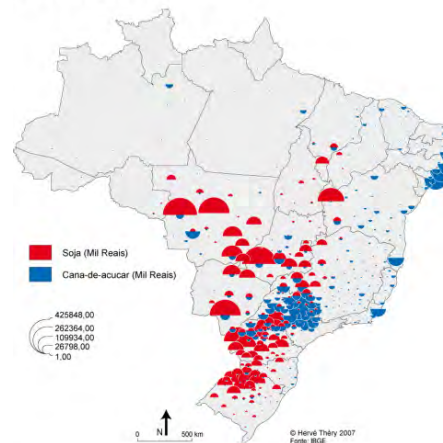 Soja (Mil Reais)
Cana-de-acucar (Mil Reais)
425848,00
262364,00
109934,00
26798,00
1,00
N
0 500 km
© Hervé Théry 2007
Fonte: IBGE